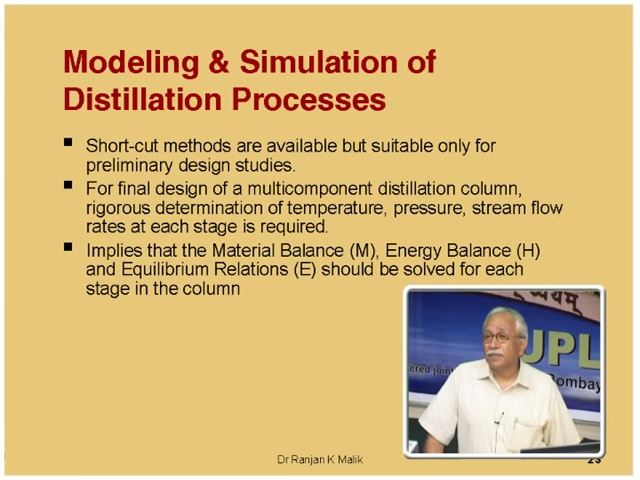 Modeling & Simulation of
Distillation Processes
■ Short-cut methods are available but suitable only for
preliminary design studies.
■ For final design of a multicomponent distillation column,
rigorous determination of temperature, pressure, stream flow
rates at each stage is required.
■ Implies that the Material Balance (M), Energy Balance (H)
and Equilibrium Relations (E) should be solved for each
stage in the column
JPL
Bombay
Dr Ranjan K Malik
23